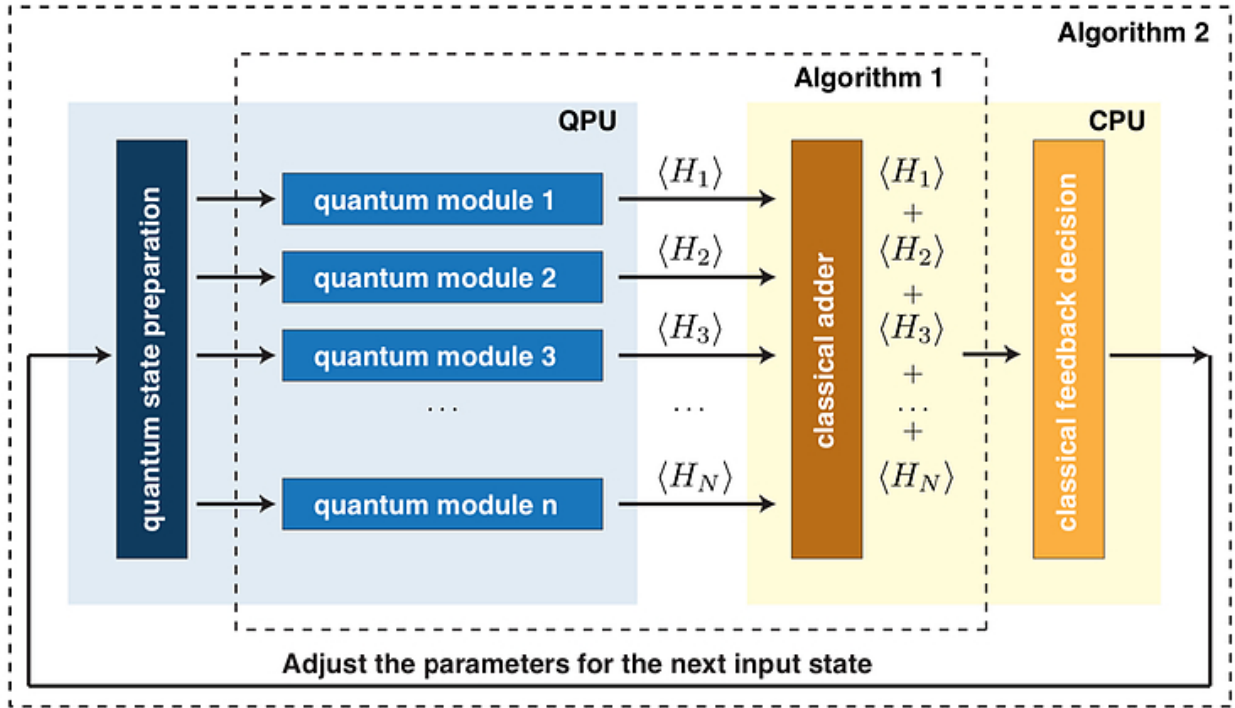 Algorithm 2
Algorithm 1
QPU
CPU
quantum state preparation
quantum module 1
quantum module 2
quantum module 3
...
quantum module n
⟨H₁⟩
⟨H₂⟩
⟨H₃⟩
...
⟨H_N⟩
classical adder
⟨H₁⟩
+
⟨H₂⟩
+
⟨H₃⟩
+
...
+
⟨H_N⟩
classical feedback decision
Adjust the parameters for the next input state